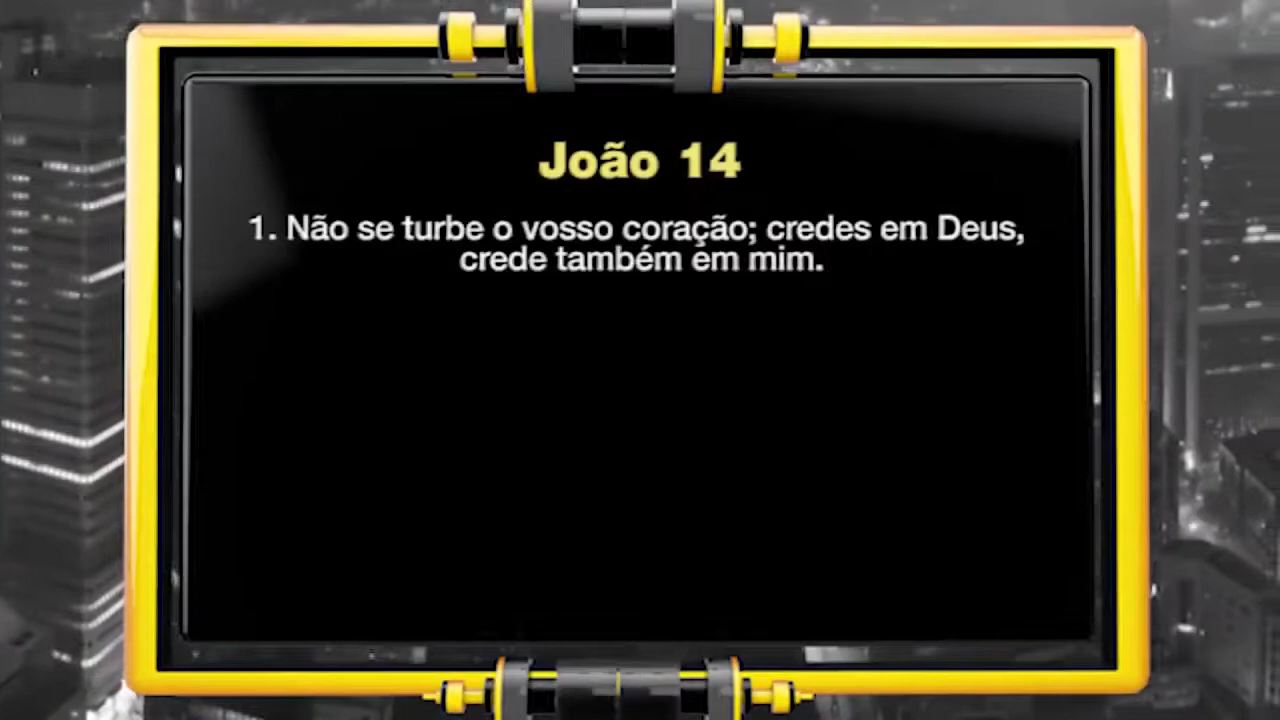 João 14
1. Não se turbe o vosso coração; credes em Deus,
crede também em mim.